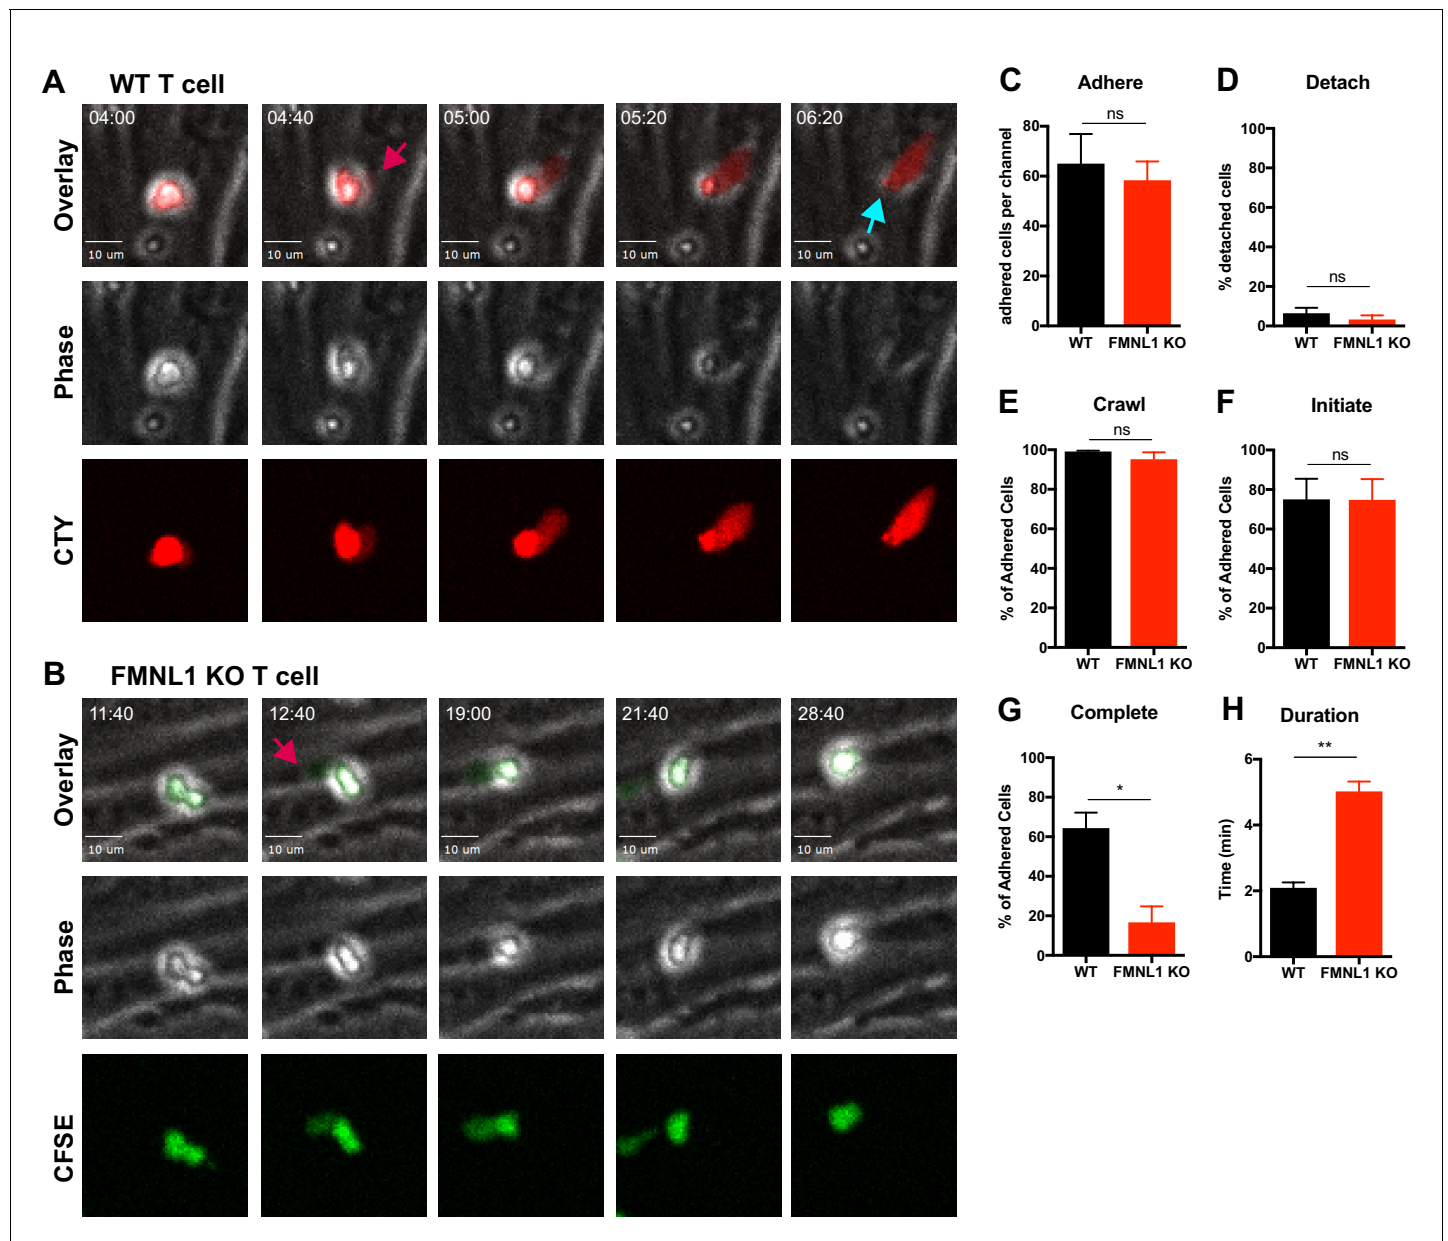 A WT T cell
Overlay
04:00
04:40
05:00
05:20
06:20
10 um
10 um
10 um
10 um
10 um
Phase
CTY
B FMNL1 KO T cell
Overlay
11:40
12:40
19:00
21:40
28:40
10 um
10 um
10 um
10 um
10 um
Phase
CFSE
C Adhere
ns
adhered cells per channel
80
60
40
20
0
WT FMNL1 KO
D Detach
ns
% detached cells
100
80
60
40
20
0
WT FMNL1 KO
E Crawl
ns
% of Adhered Cells
100
80
60
40
20
0
WT FMNL1 KO
F Initiate
ns
% of Adhered Cells
100
80
60
40
20
0
WT FMNL1 KO
G Complete
*
% of Adhered Cells
100
80
60
40
20
0
WT FMNL1 KO
H Duration
**
Time (min)
6
4
2
0
WT FMNL1 KO